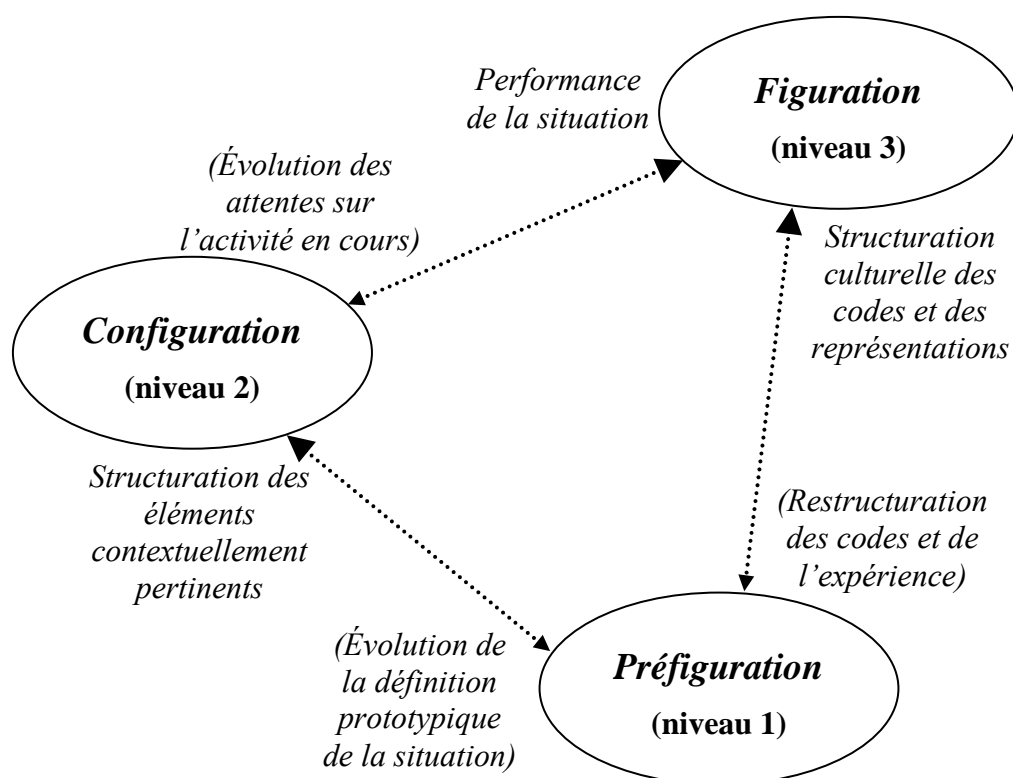 Performance
de la situation
Figuration
(niveau 3)
(Évolution des
attentes sur
l’activité en cours)
Structuration
culturelle des
codes et des
représentations
Configuration
(niveau 2)
Structuration des
éléments
contextuellement
pertinents
(Restructuration
des codes et de
l’expérience)
(Évolution de
la définition
prototypique
de la situation)
Préfiguration
(niveau 1)